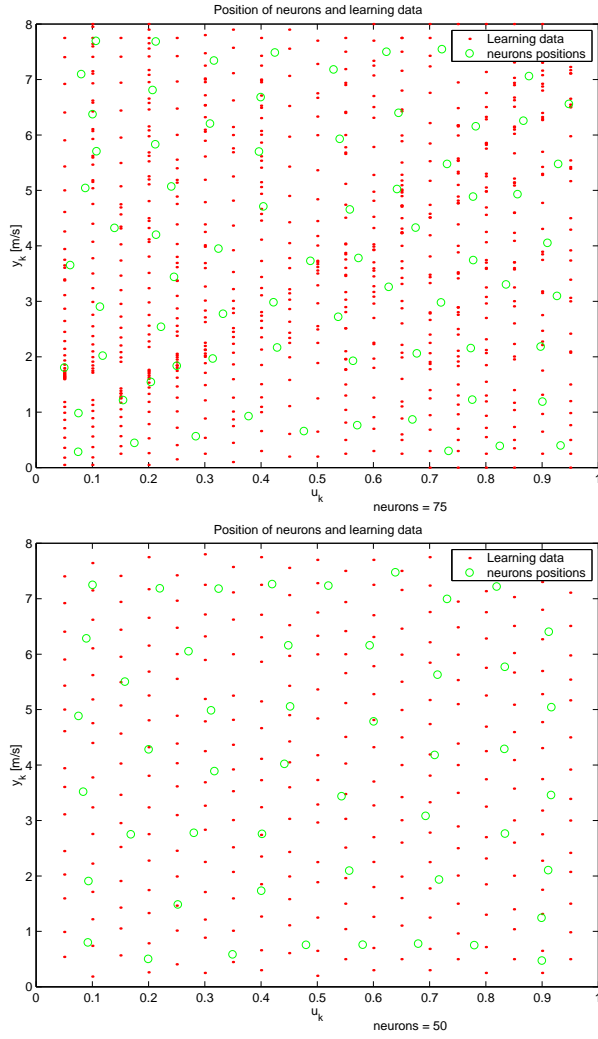 Position of neurons and learning data
8
7
6
5
4
3
2
1
0
y_k [m/s]
Learning data
neurons positions
0 0.1 0.2 0.3 0.4 0.5 0.6 0.7 0.8 0.9 1
u_k
neurons = 75
Position of neurons and learning data
8
7
6
5
4
3
2
1
0
y_k [m/s]
Learning data
neurons positions
0 0.1 0.2 0.3 0.4 0.5 0.6 0.7 0.8 0.9 1
u_k
neurons = 50